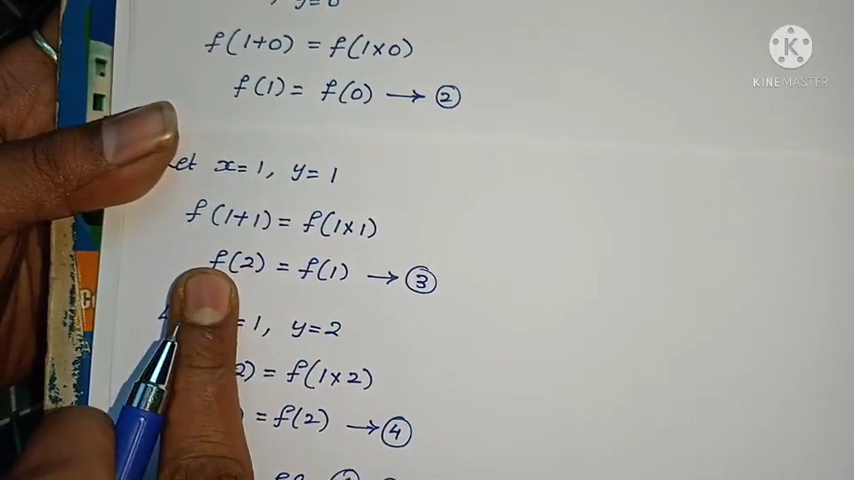 y=0
f(1+0) = f(1×0)
f(1) = f(0) → ②
et x=1, y=1
f(1+1) = f(1×1)
f(2) = f(1) → ③
=1, y=2
2) = f(1×2)
= f(2) → ④
KINEMASTER